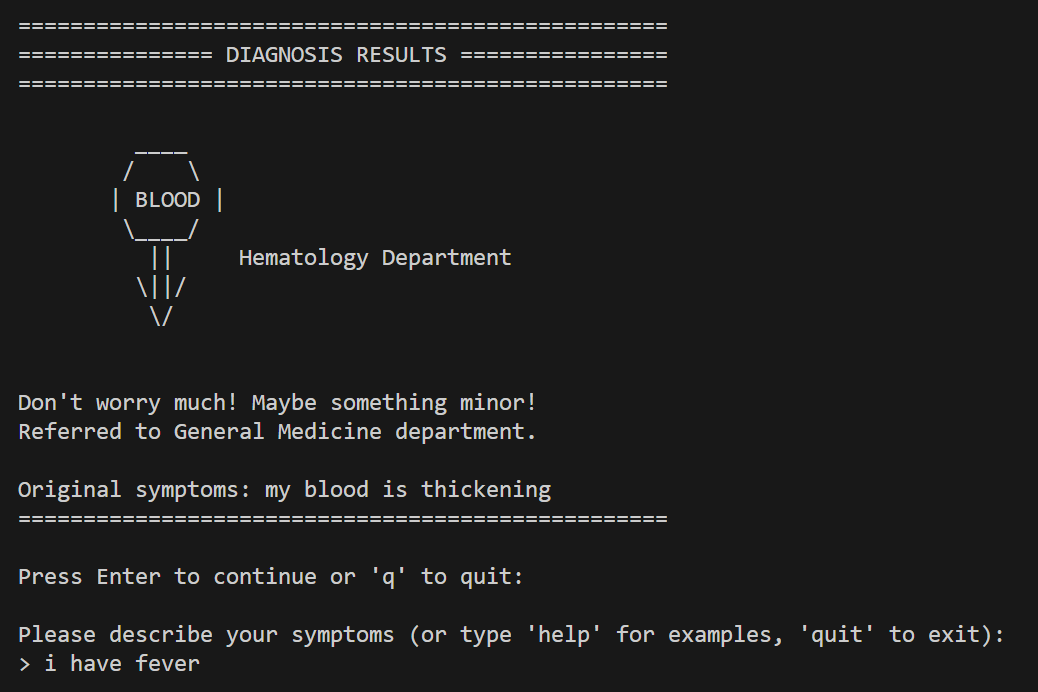 ==================================================
=============== DIAGNOSIS RESULTS ================
==================================================
         ____
        /    \
       | BLOOD |
        \____/
          ||     Hematology Department
         \||/
          \/
Don't worry much! Maybe something minor!
Referred to General Medicine department.
Original symptoms: my blood is thickening
==================================================
Press Enter to continue or 'q' to quit:
Please describe your symptoms (or type 'help' for examples, 'quit' to exit):
> i have fever